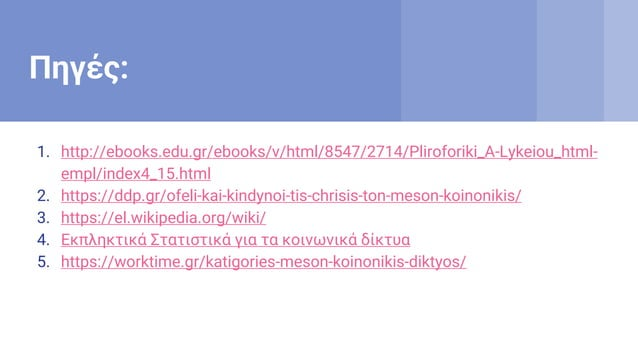 Πηγές:
1. http://ebooks.edu.gr/ebooks/v/html/8547/2714/Pliroforiki_A-Lykeiou_html-
empl/index4_15.html
2. https://ddp.gr/ofeli-kai-kindynoi-tis-chrisis-ton-meson-koinonikis/
3. https://el.wikipedia.org/wiki/
4. Εκπληκτικά Στατιστικά για τα κοινωνικά δίκτυα
5. https://worktime.gr/katigories-meson-koinonikis-diktyos/